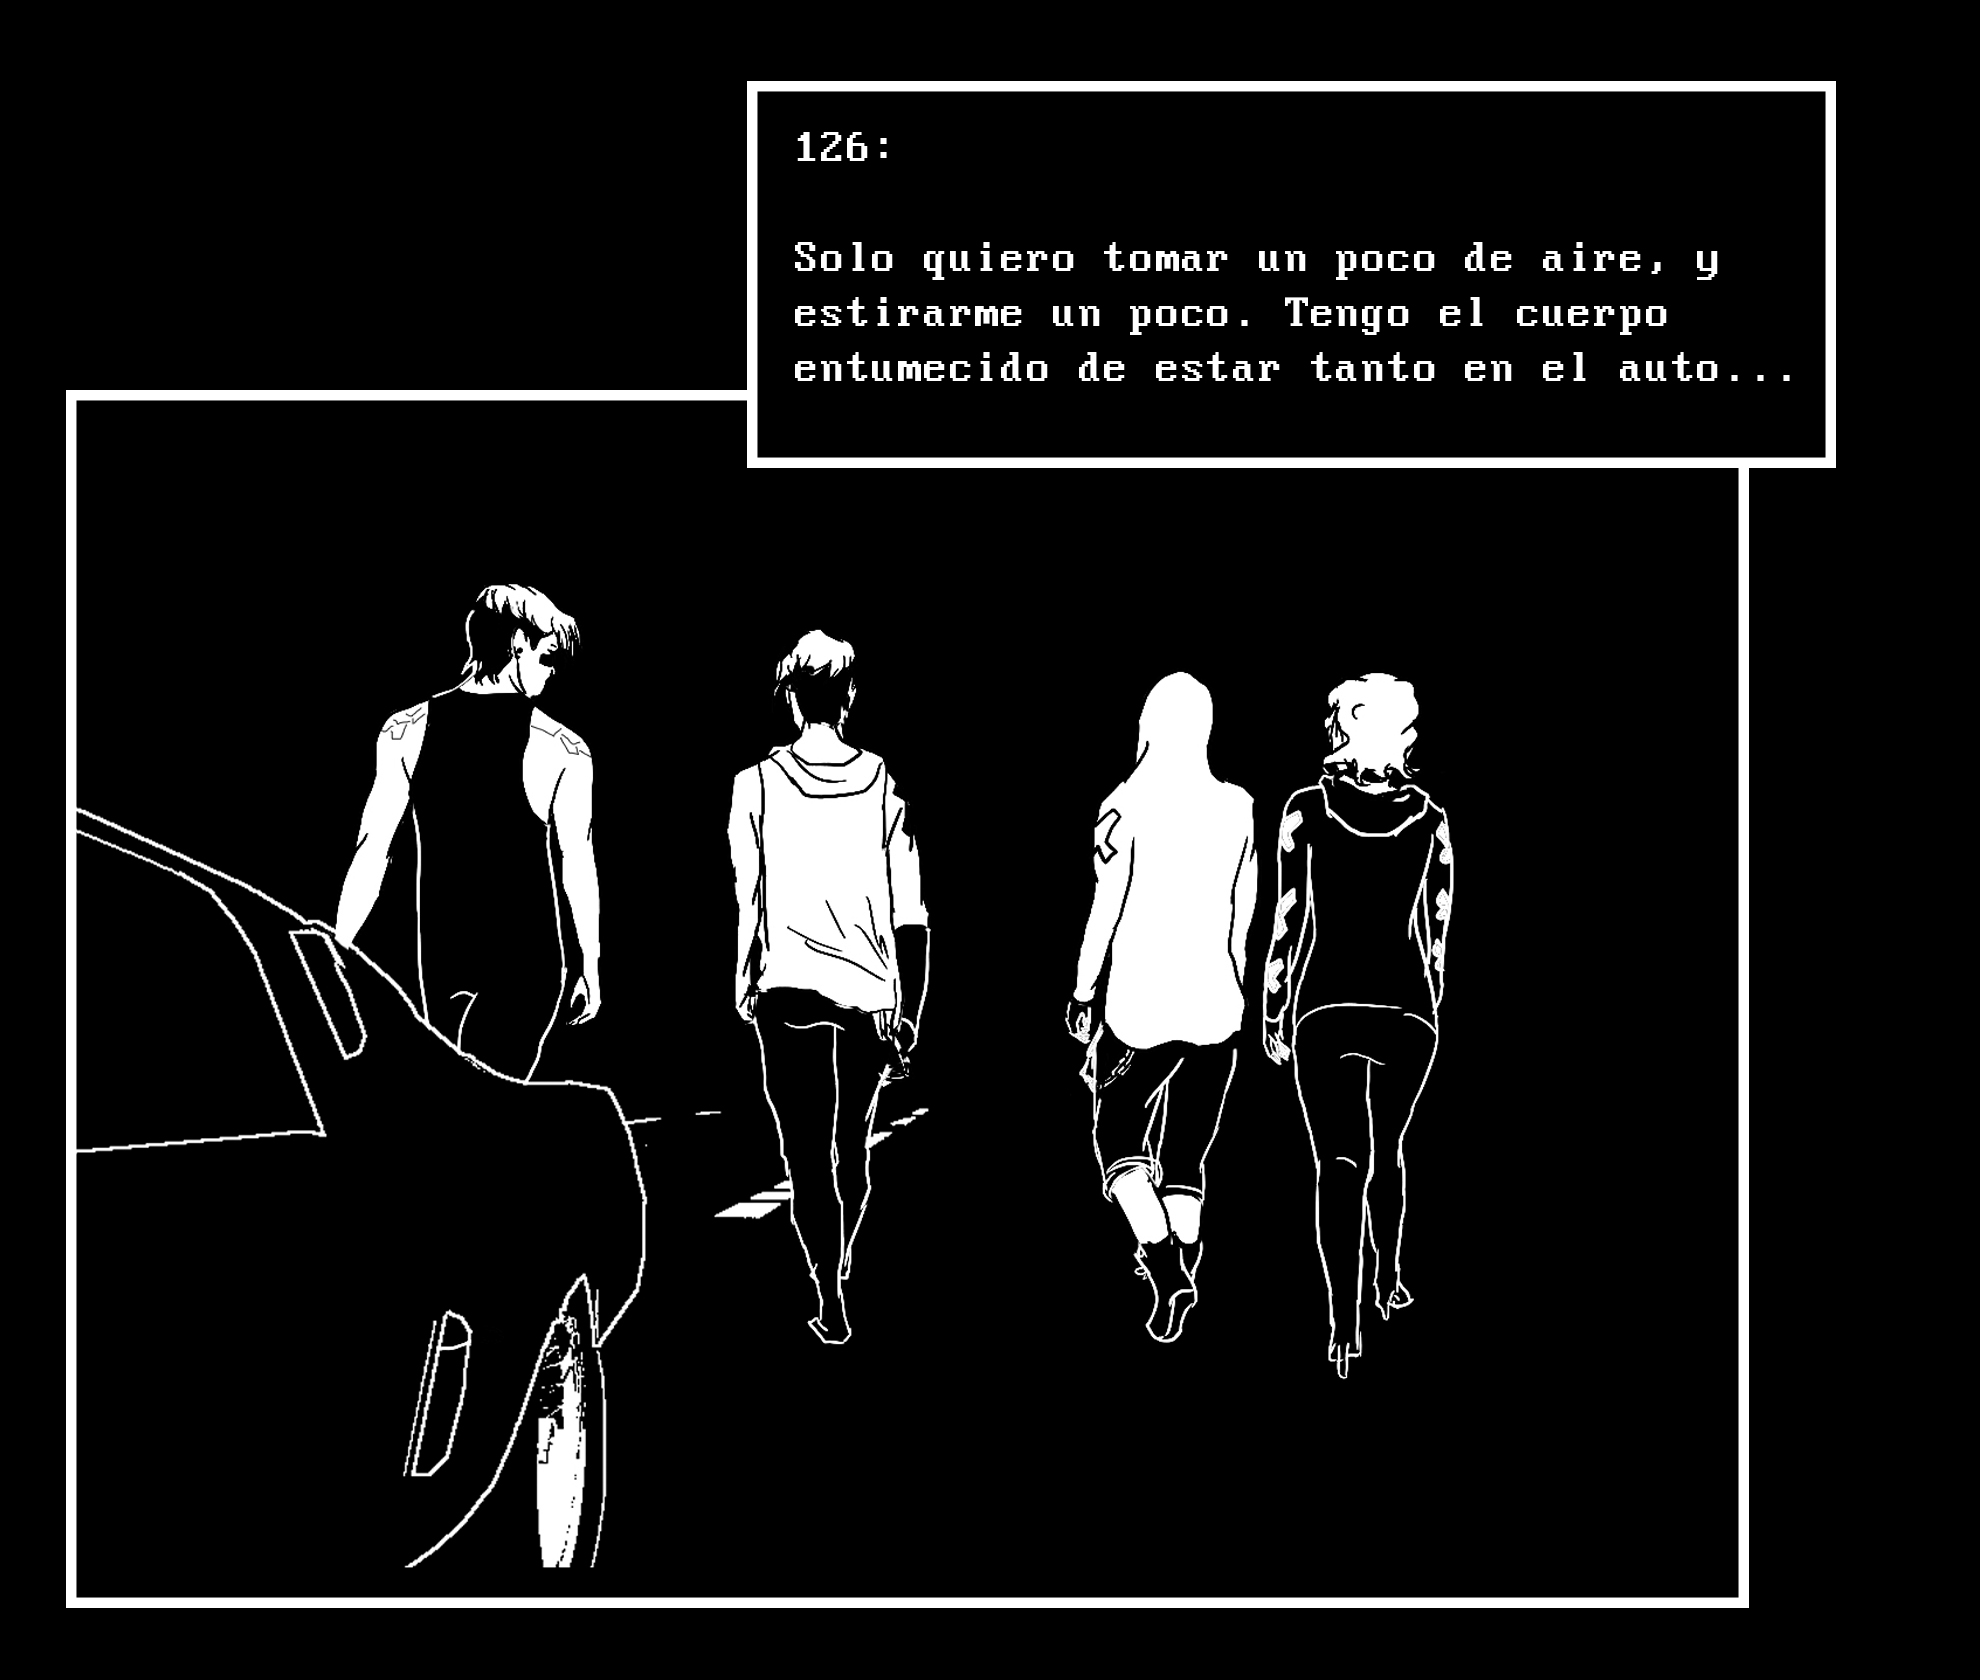 126:
Solo quiero tomar un poco de aire, y
estirarme un poco. Tengo el cuerpo
entumecido de estar tanto en el auto...